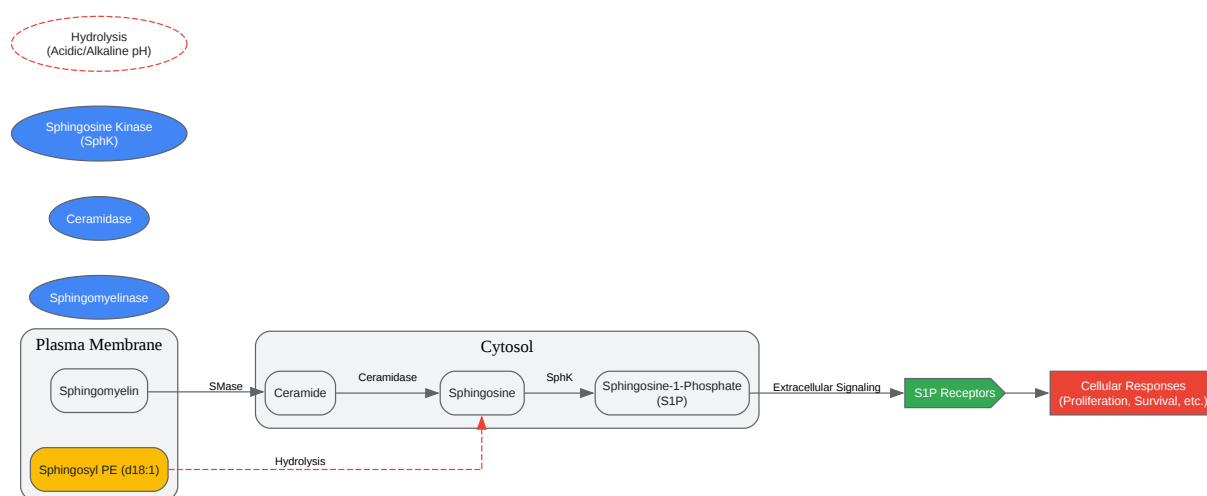 Hydrolysis
(Acidic/Alkaline pH)
Sphingosine Kinase
(SphK)
Ceramidase
Sphingomyelinase
Plasma Membrane
Cytosol
Sphingomyelin
SMase
Ceramide
Ceramidase
Sphingosine
SphK
Sphingosine-1-Phosphate
(S1P)
Extracellular Signaling
S1P Receptors
Cellular Responses
(Proliferation, Survival, etc.)
Sphingosyl PE (d18:1)
Hydrolysis